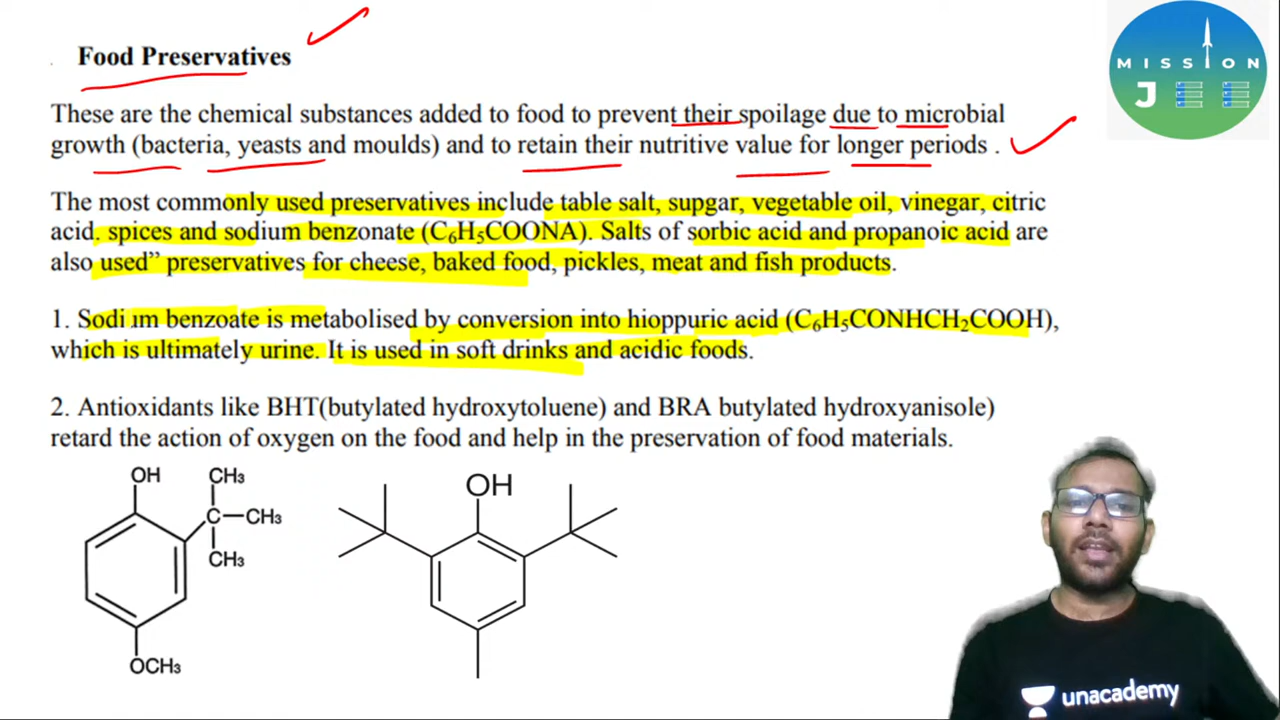 Food Preservatives
MISSION
JEE
These are the chemical substances added to food to prevent their spoilage due to microbial
growth (bacteria, yeasts and moulds) and to retain their nutritive value for longer periods .
The most commonly used preservatives include table salt, supgar, vegetable oil, vinegar, citric
acid. spices and sodium benzonate (C₆H₅COONA). Salts of sorbic acid and propanoic acid are
also used” preservatives for cheese, baked food, pickles, meat and fish products.
1. Sodium benzoate is metabolised by conversion into hioppuric acid (C₆H₅CONHCH₂COOH),
which is ultimately urine. It is used in soft drinks and acidic foods.
2. Antioxidants like BHT(butylated hydroxytoluene) and BRA butylated hydroxyanisole)
retard the action of oxygen on the food and help in the preservation of food materials.
OH CH₃
C—CH₃
CH₃
OCH₃
OH
unacademy